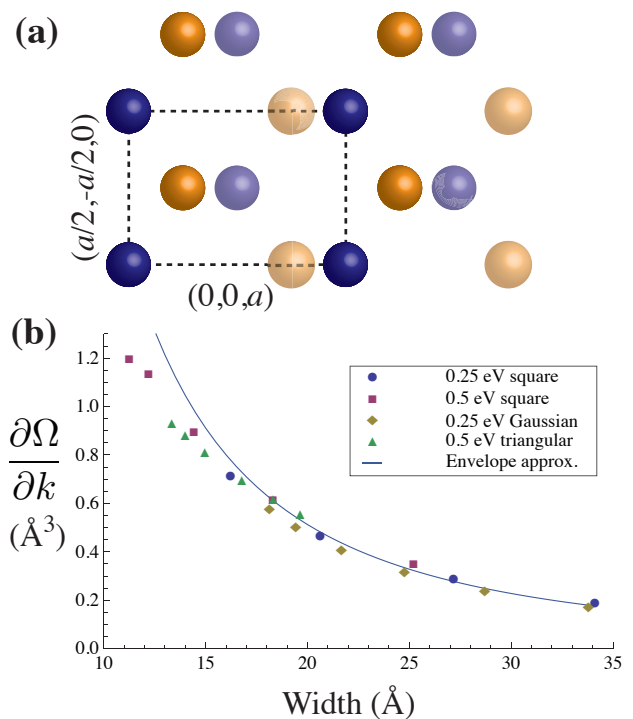 (a)
(a/2,-a/2,0)
(0,0,a)
(b)
∂Ω
∂k
(Å³)
1.2
1.0
0.8
0.6
0.4
0.2
0.0
0.25 eV square
0.5 eV square
0.25 eV Gaussian
0.5 eV triangular
Envelope approx.
10 15 20 25 30 35
Width (Å)